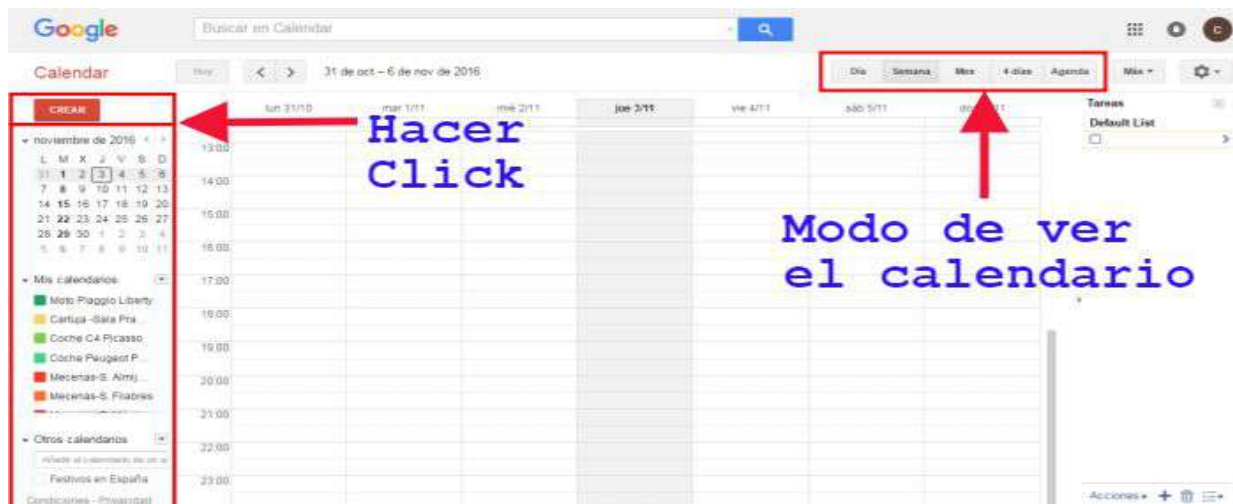 Google
Buscar en Calendar
Calendar
Hoy
31 de oct – 6 de nov de 2016
Día Semana Mes 4 días Agenda
Más
CREAR
lun 31/10 mar 1/11 mié 2/11 jue 3/11 vie 4/11 sáb 5/11
Hacer
Click
Modo de ver
el calendario
noviembre de 2016
L M X J V S D
31 1 2 3 4 5 6
7 8 9 10 11 12 13
14 15 16 17 18 19 20
21 22 23 24 25 26 27
28 29 30 1 2 3 4
5 6 7 8 9 10 11
Mis calendarios
Moto Piaggio Liberty
Cartuja -Sala Pra...
Coche C4 Picasso
Coche Peugeot P...
Mecenas-S. Almij...
Mecenas-S. Filabres
Otros calendarios
Festivos en España
Condiciones - Privacidad
13:00
14:00
15:00
16:00
17:00
18:00
19:00
20:00
21:00
22:00
23:00
Tareas
Default List
Acciones
C